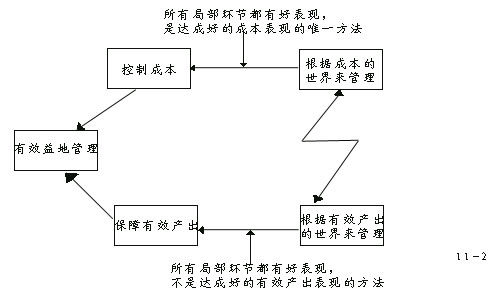 所有局部环节都有好表现，
是达成好的成本表现的唯一方法
控制成本
根据成本的
世界来管理
有效益地管理
保障有效产出
根据有效产出
的世界来管理
所有局部环节都有好表现，
不是达成好的有效产出表现的方法
11-2